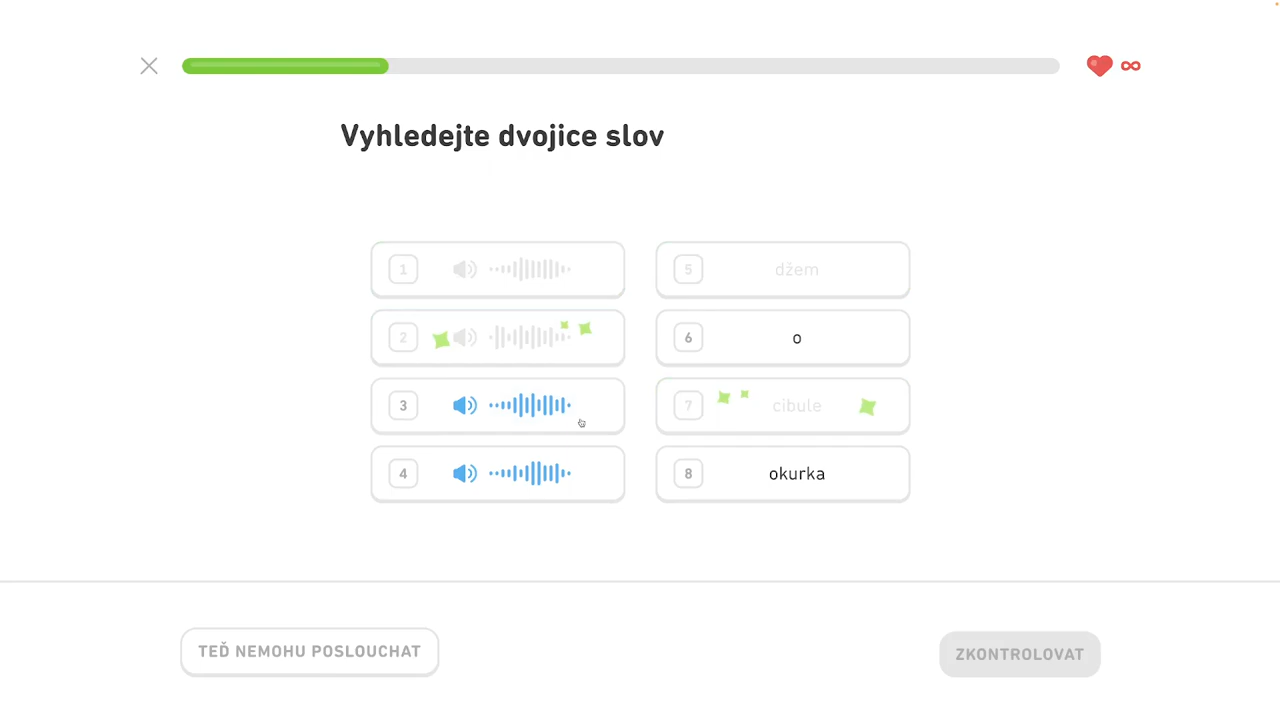 Vyhledejte dvojice slov
1
5 džem
2
6 o
3
7 cibule
4
8 okurka
TEĎ NEMOHU POSLOUCHAT
ZKONTROLOVAT